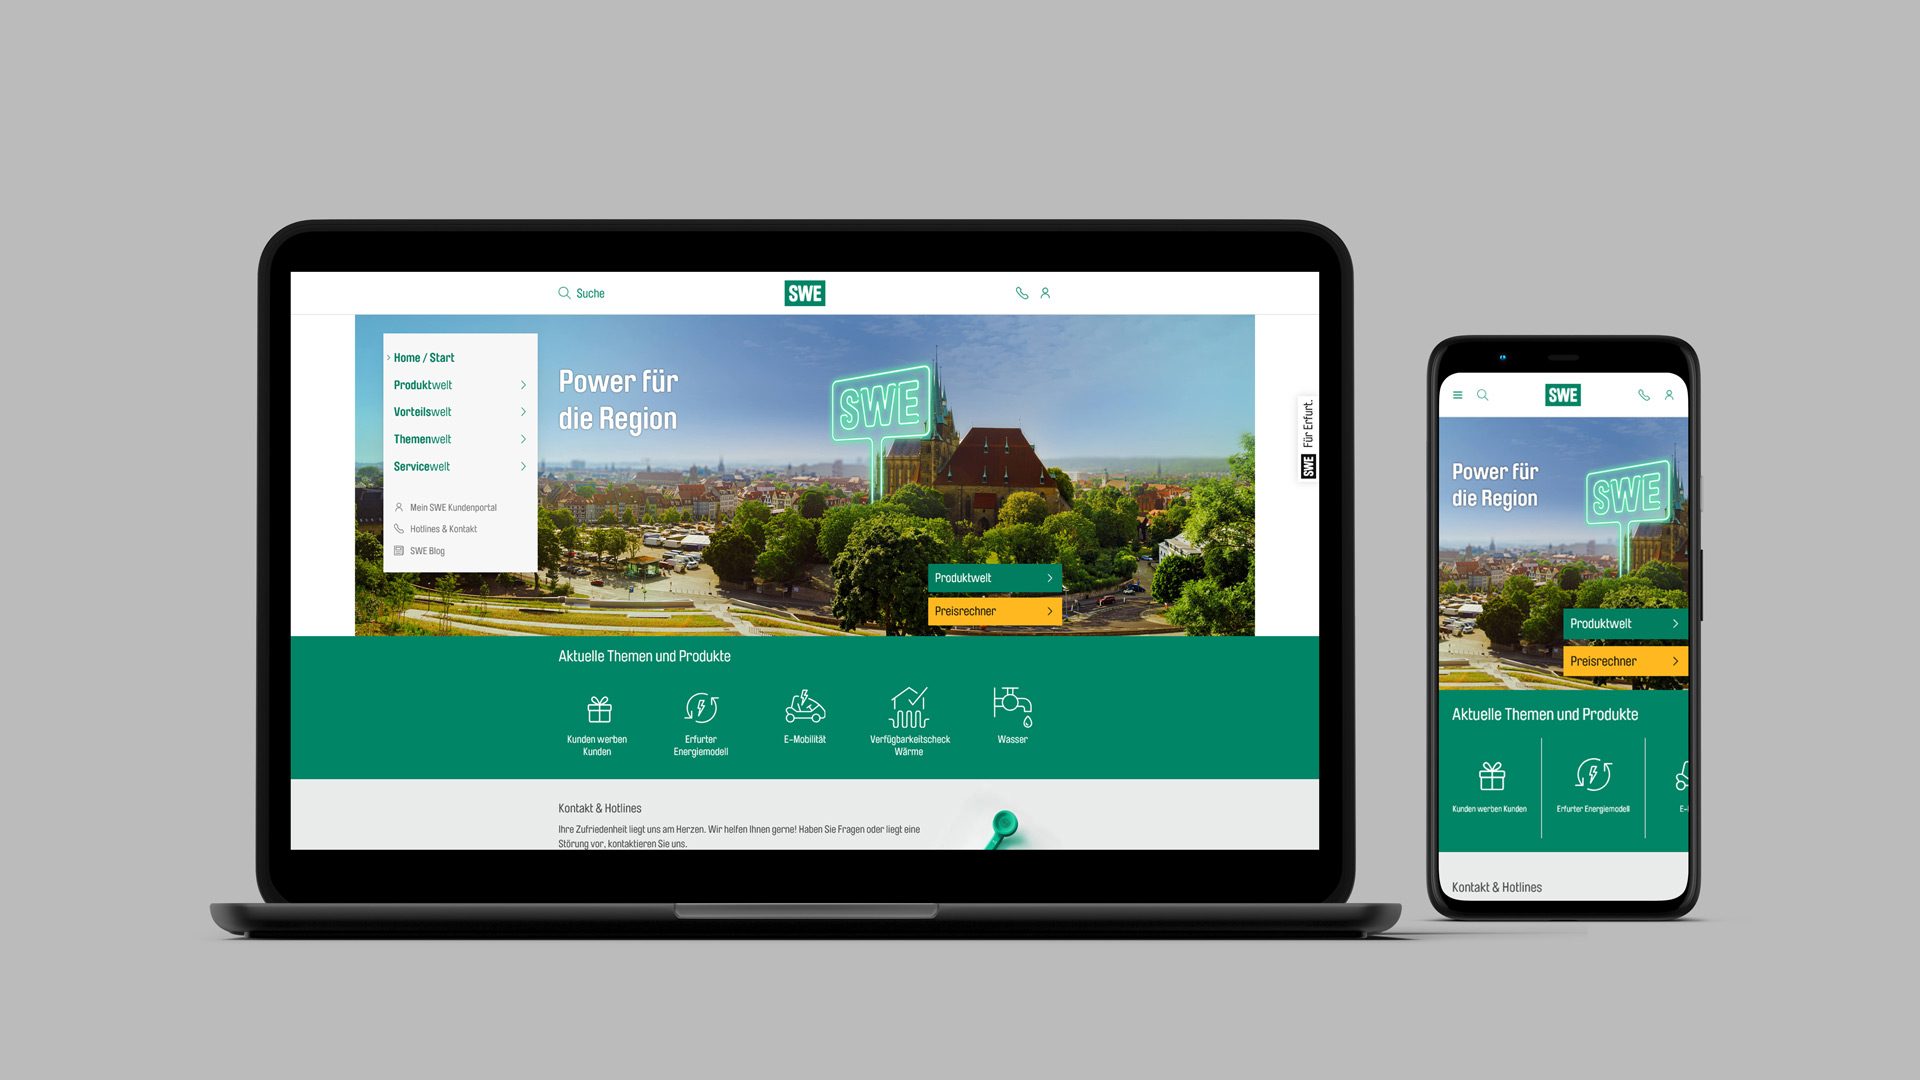 Suche
SWE
Home / Start
Produktwelt
Vorteilswelt
Themenwelt
Servicewelt
Mein SWE Kundenportal
Hotlines & Kontakt
SWE Blog
Power für
die Region
SWE
Produktwelt
Preisrechner
SWE Für Erfurt.
Aktuelle Themen und Produkte
Kunden werben
Kunden
Erfurter
Energiemodell
E-Mobilität
Verfügbarkeitscheck
Wärme
Wasser
Kontakt & Hotlines
Ihre Zufriedenheit liegt uns am Herzen. Wir helfen Ihnen gerne! Haben Sie Fragen oder liegt eine
Störung vor, kontaktieren Sie uns.
SWE
Power für
die Region
SWE
Produktwelt
Preisrechner
Aktuelle Themen und Produkte
Kunden werben Kunden
Erfurter Energiemodell
E-
Kontakt & Hotlines